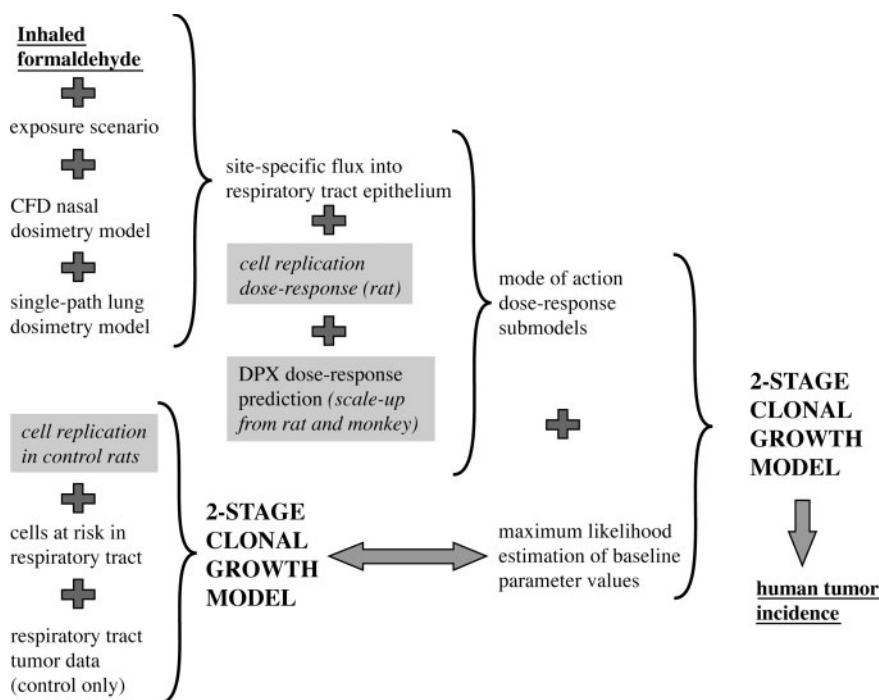 Inhaled
formaldehyde
exposure scenario
CFD nasal
dosimetry model
single-path lung
dosimetry model
site-specific flux into
respiratory tract epithelium
cell replication
dose-response (rat)
DPX dose-response
prediction (scale-up
from rat and monkey)
mode of action
dose-response
submodels
cell replication
in control rats
cells at risk in
respiratory tract
respiratory tract
tumor data
(control only)
2-STAGE
CLONAL
GROWTH
MODEL
maximum likelihood
estimation of baseline
parameter values
2-STAGE
CLONAL
GROWTH
MODEL
human tumor
incidence